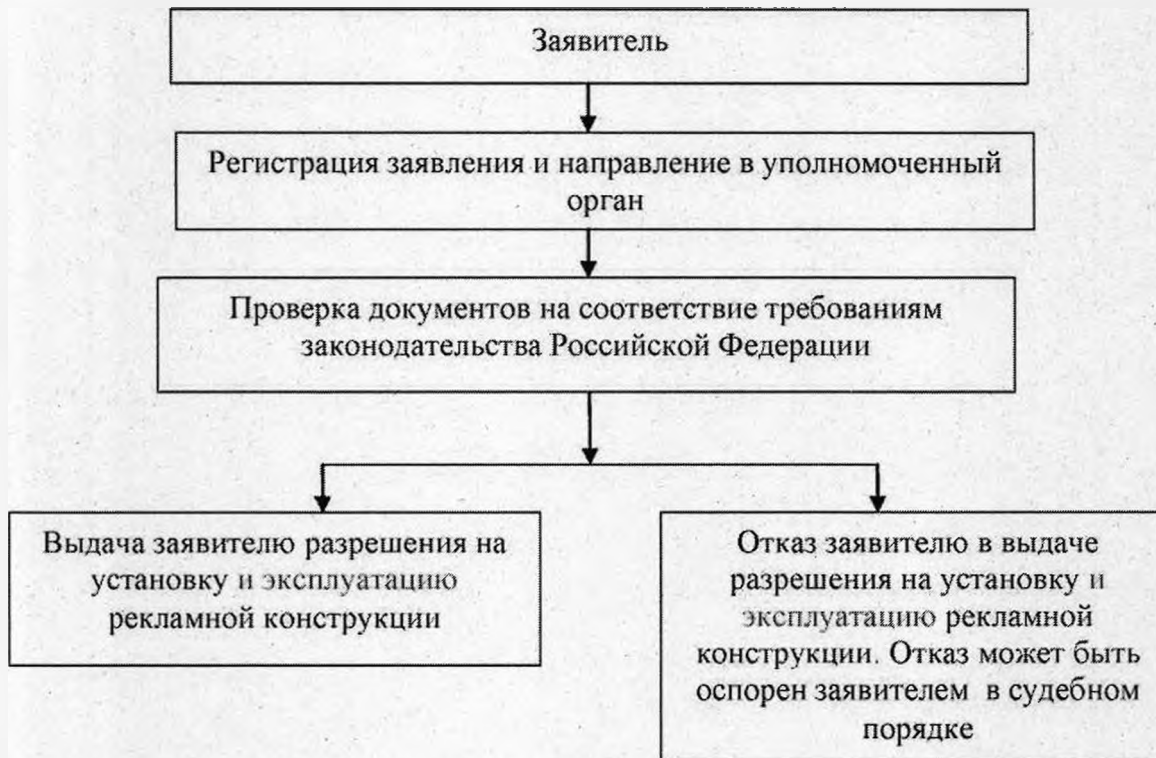 Заявитель
Регистрация заявления и направление в уполномоченный
орган
Проверка документов на соответствие требованиям
законодательства Российской Федерации
Выдача заявителю разрешения на
установку и эксплуатацию
рекламной конструкции
Отказ заявителю в выдаче
разрешения на установку и
эксплуатацию рекламной
конструкции. Отказ может быть
оспорен заявителем в судебном
порядке